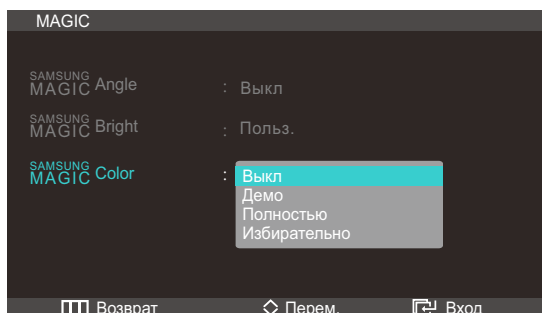 MAGIC
SAMSUNG
MAGIC Angle : Выкл
SAMSUNG
MAGIC Bright : Польз.
SAMSUNG
MAGIC Color : Выкл
Демо
Полностью
Избирательно
Возврат Перем. Вход